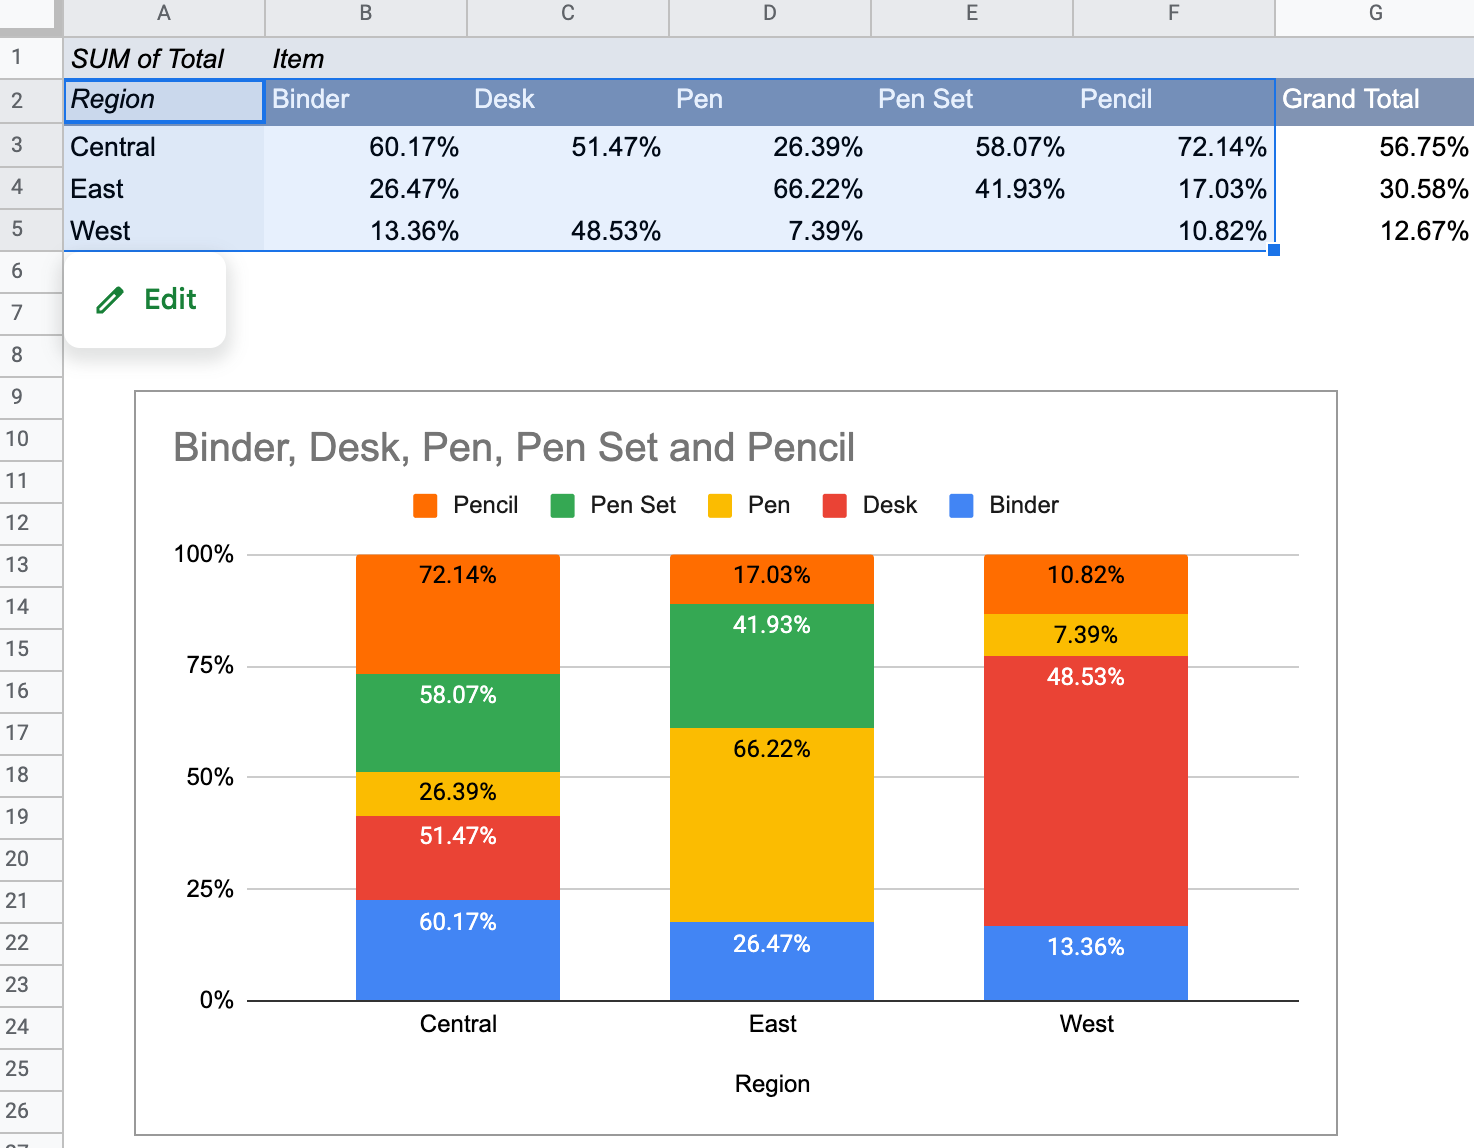 A B C D E F G
1 SUM of Total Item
2 Region Binder Desk Pen Pen Set Pencil Grand Total
3 Central 60.17% 51.47% 26.39% 58.07% 72.14% 56.75%
4 East 26.47% 66.22% 41.93% 17.03% 30.58%
5 West 13.36% 48.53% 7.39% 10.82% 12.67%
6
Edit
7
8
9
10
Binder, Desk, Pen, Pen Set and Pencil
11
Pencil Pen Set Pen Desk Binder
12
100%
13
72.14% 17.03% 10.82%
14
41.93% 7.39%
15
75%
48.53%
16
58.07%
17
66.22%
18
50%
26.39%
19
51.47%
20
25%
21
60.17% 26.47% 13.36%
22
23
0%
24
Central East West
25
Region
26